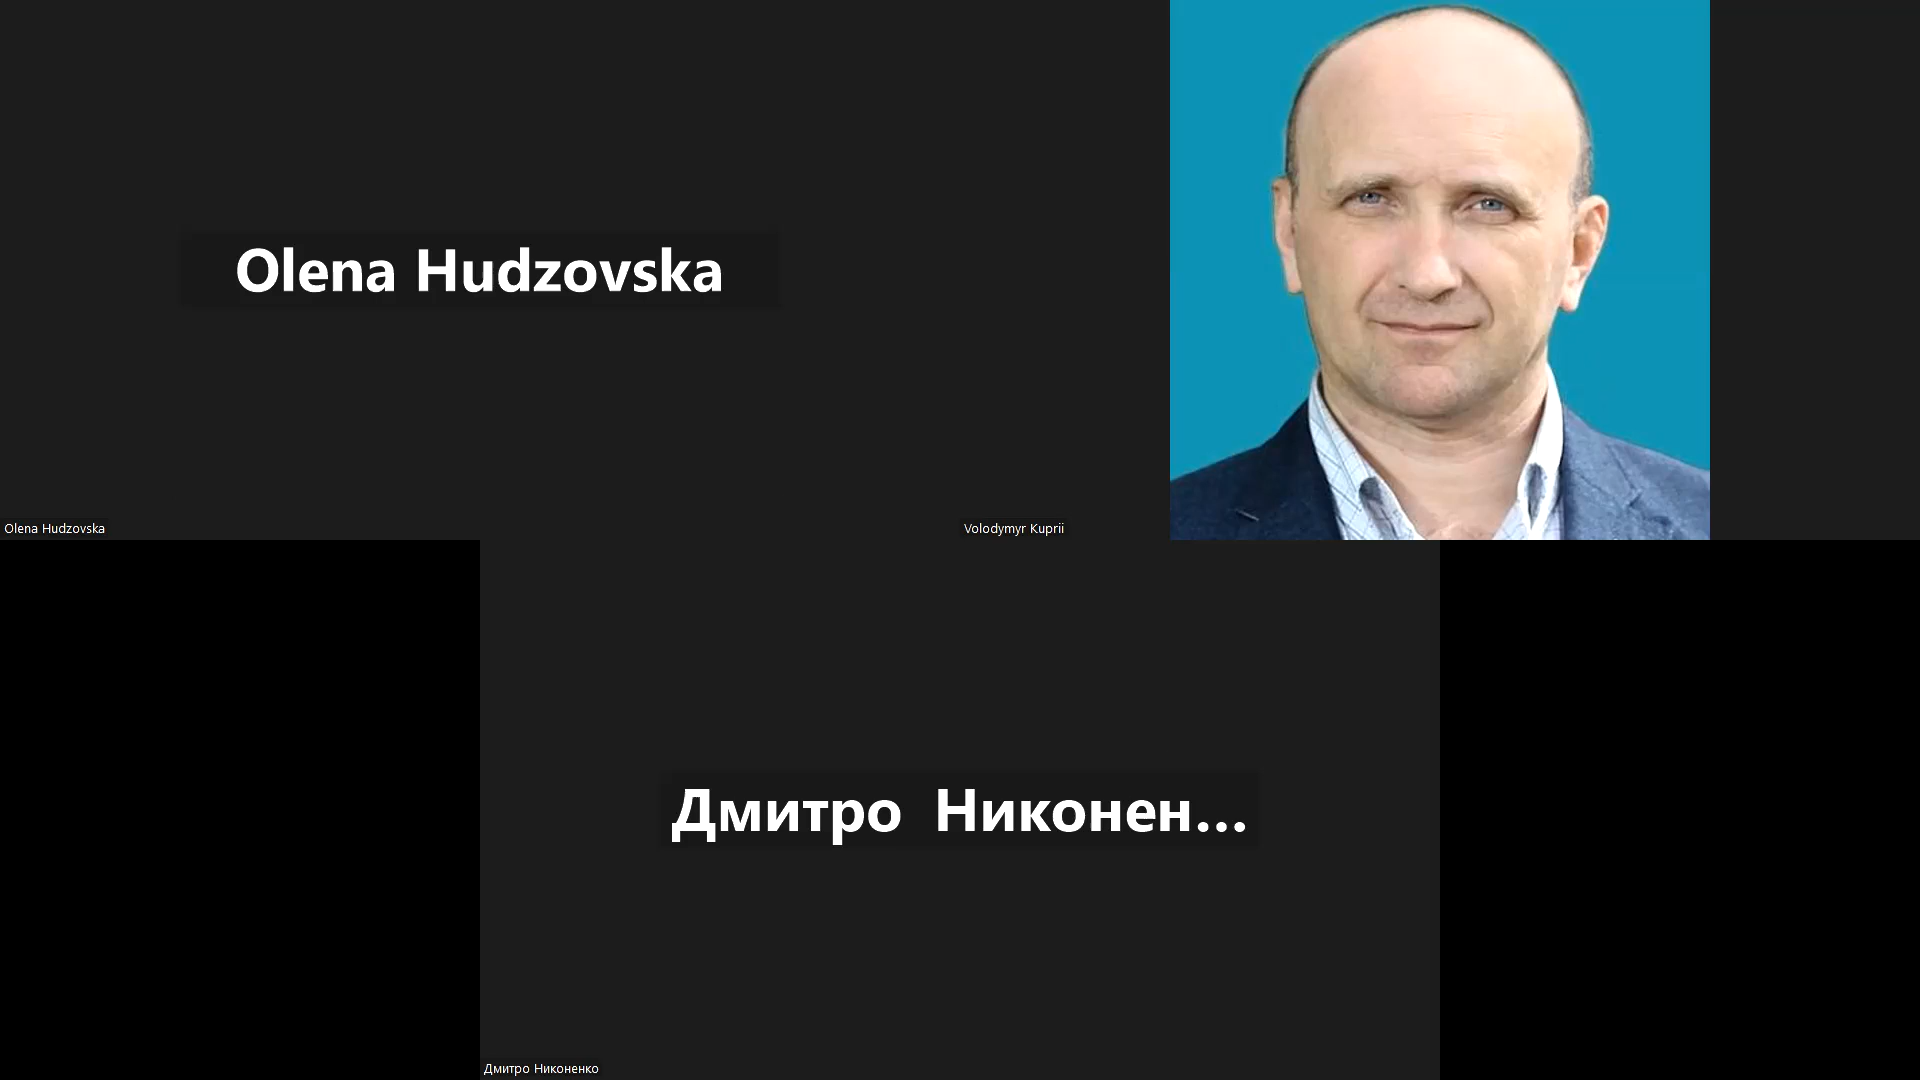 Olena Hudzovska
Olena Hudzovska
Volodymyr Kuprii
Дмитро Никонен...
Дмитро Никоненко